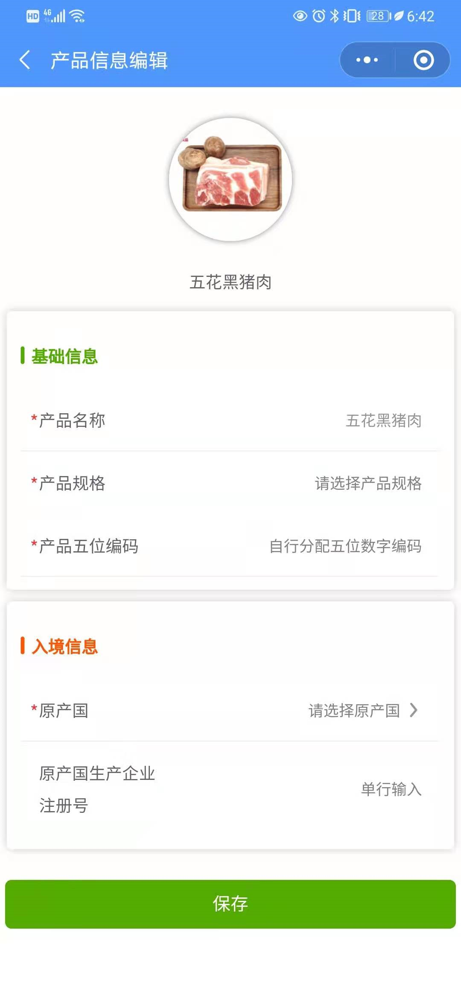 HD 4G 28 6:42
产品信息编辑
五花黑猪肉
基础信息
*产品名称 五花黑猪肉
*产品规格 请选择产品规格
*产品五位编码 自行分配五位数字编码
入境信息
*原产国 请选择原产国
原产国生产企业
注册号
单行输入
保存